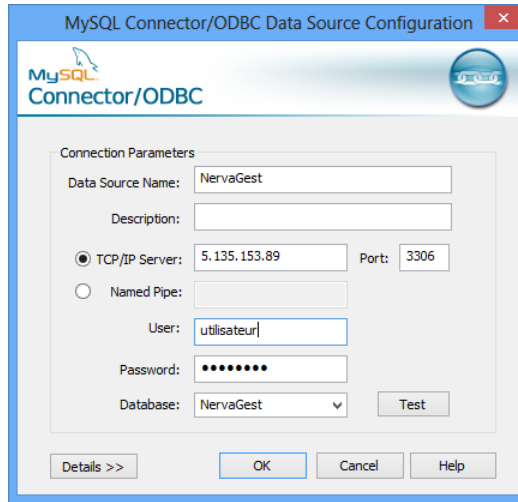 MySQL Connector/ODBC Data Source Configuration
MySQL
Connector/ODBC
Connection Parameters
Data Source Name: NervaGest
Description:
TCP/IP Server: 5.135.153.89 Port: 3306
Named Pipe:
User: utilisateur
Password: ●●●●●●●●
Database: NervaGest Test
Details >> OK Cancel Help